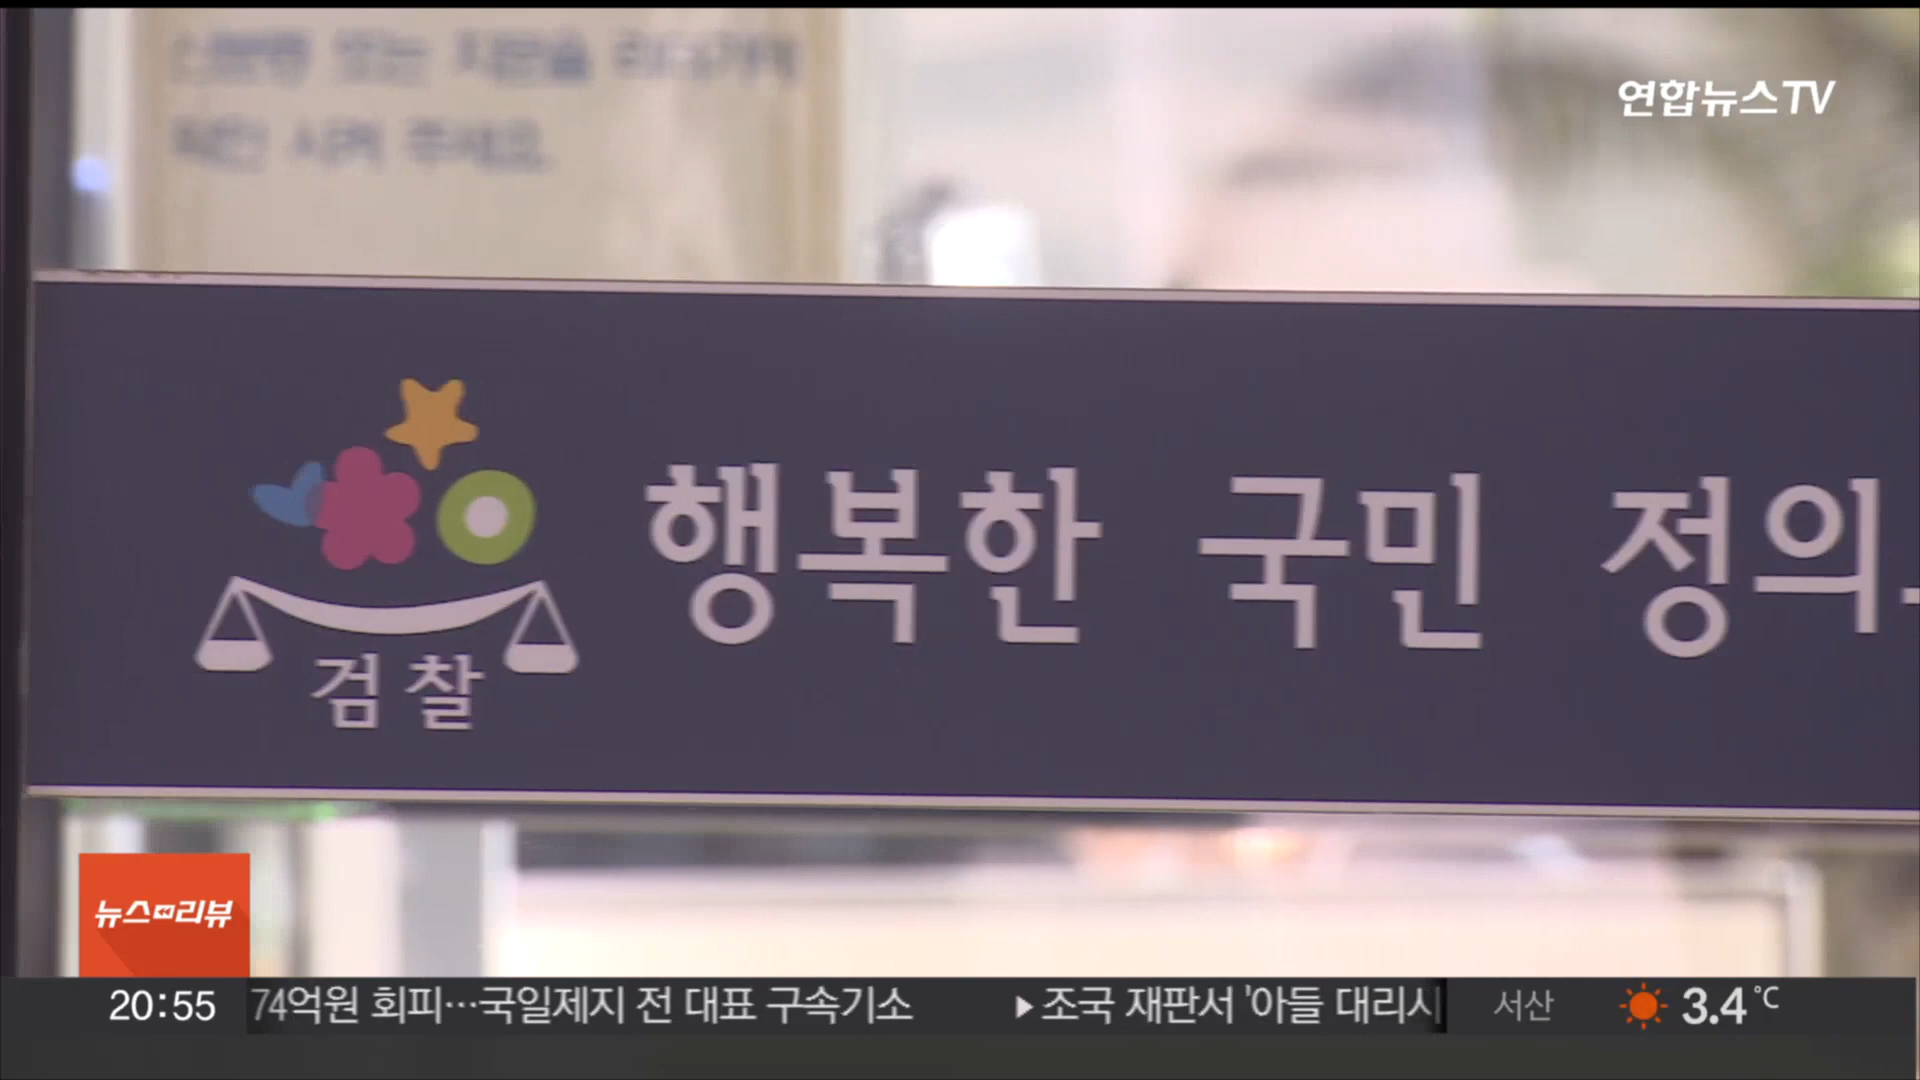 연합뉴스TV
행복한 국민 정의
검찰
뉴스리뷰
20:55 74억원 회피…국일제지 전 대표 구속기소 ▶조국 재판서 '아들 대리시 서산 3.4℃